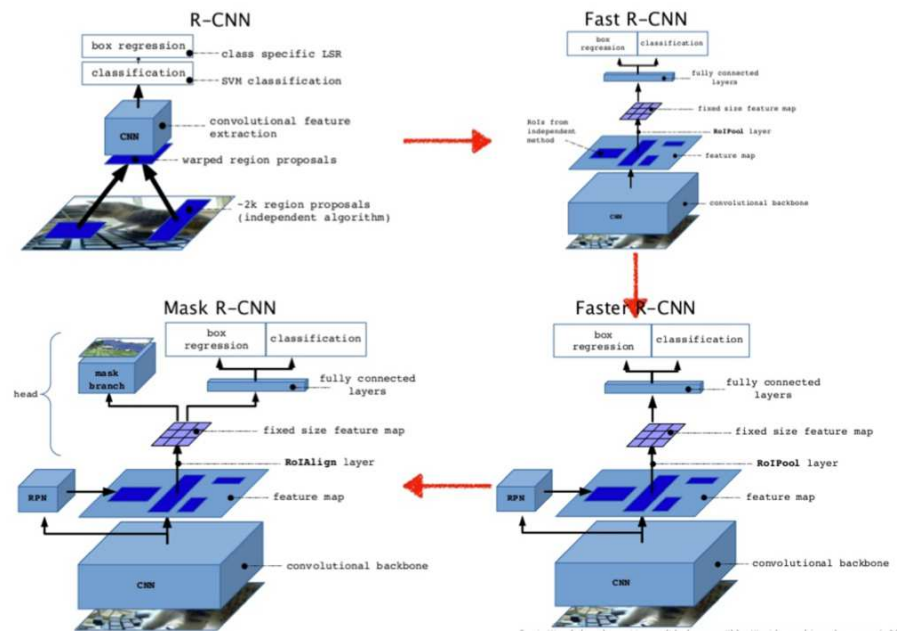 R-CNN
box regression
class specific LSR
classification
SVM classification
CNN
convolutional feature
extraction
warped region proposals
~2k region proposals
(independent algorithm)
Fast R-CNN
box
regression
classification
fully connected
layers
fixed size feature map
RoIs from
independent
method
RoIPool layer
feature map
CNN
convolutional backbone
Mask R-CNN
head
mask
branch
box
regression
classification
fully connected
layers
fixed size feature map
RoIAlign layer
RPN
feature map
CNN
convolutional backbone
Faster R-CNN
box
regression
classification
fully connected
layers
fixed size feature map
RoIPool layer
RPN
feature map
CNN
convolutional backbone